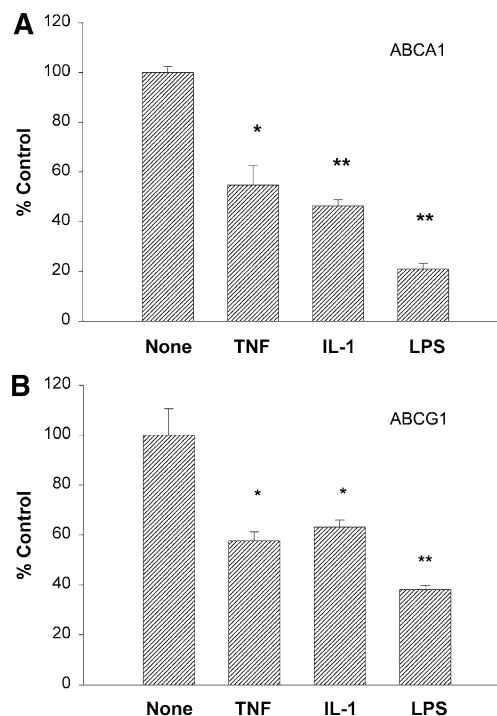 A
ABCA1
120
100
80
60
40
20
0
% Control
*
**
**
None TNF IL-1 LPS
B
ABCG1
120
100
80
60
40
20
0
% Control
*
*
**
None TNF IL-1 LPS